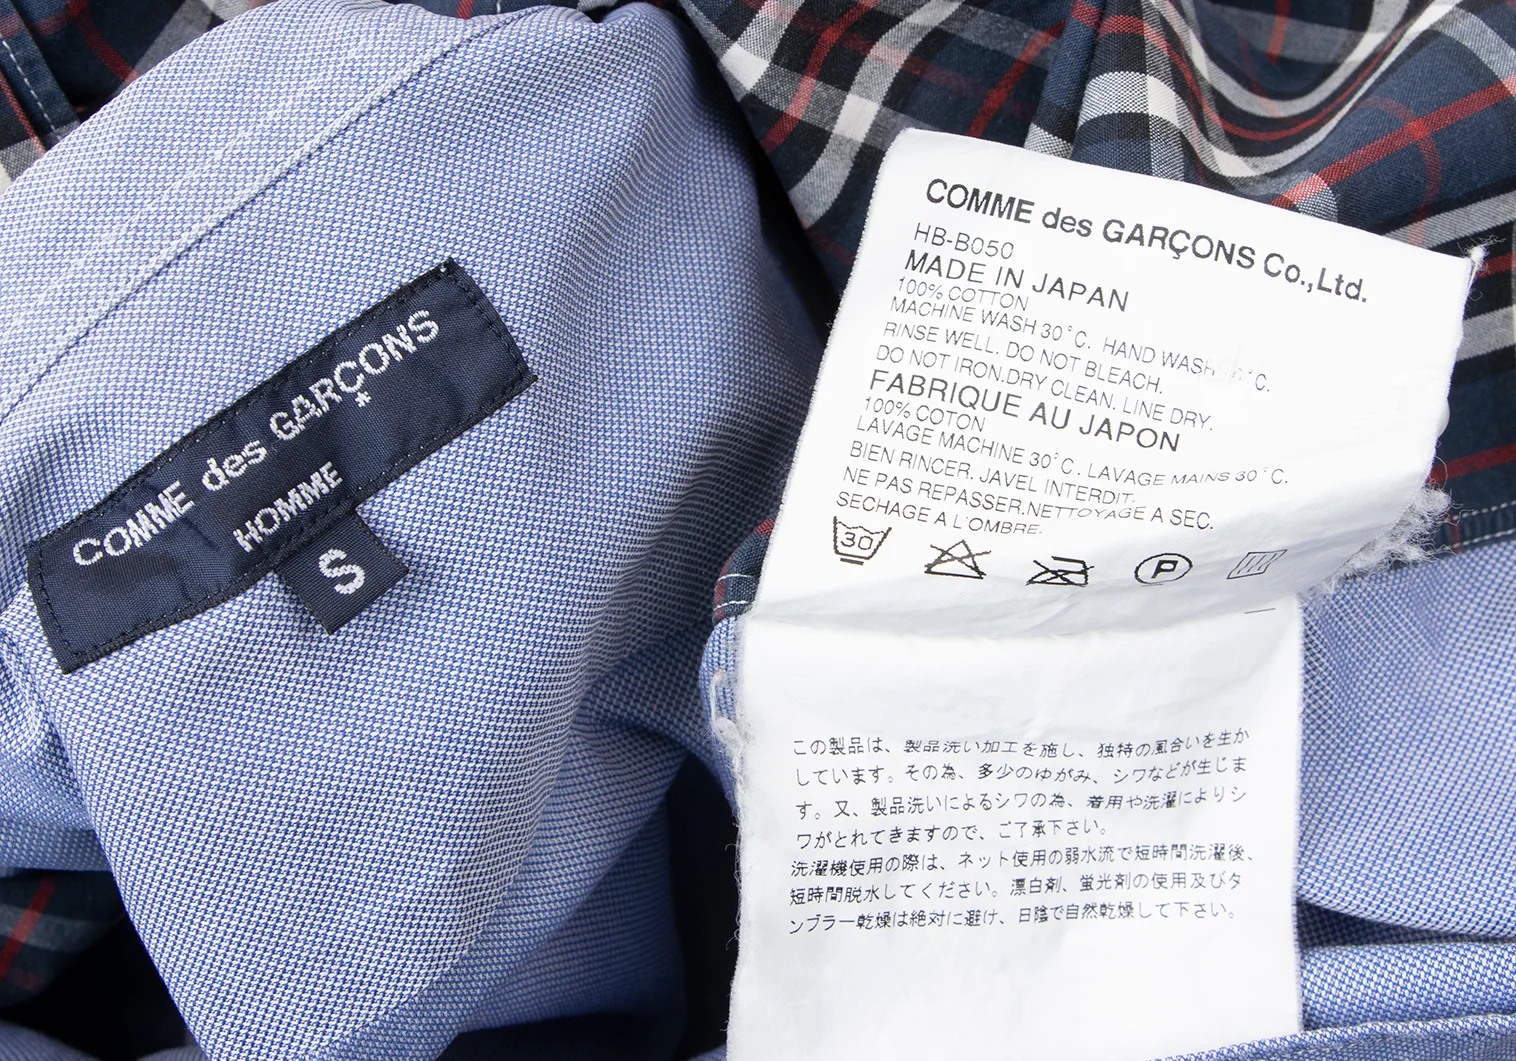 COMME des GARÇONS
HOMME
S
COMME des GARÇONS Co.,Ltd.
HB-B050
MADE IN JAPAN
100% COTTON
MACHINE WASH 30°C. HAND WASH °C.
RINSE WELL. DO NOT BLEACH.
DO NOT IRON.DRY CLEAN. LINE DRY.
FABRIQUE AU JAPON
100% COTON
LAVAGE MACHINE 30°C. LAVAGE MAINS 30°C.
BIEN RINCER. JAVEL INTERDIT.
NE PAS REPASSER.NETTOYAGE A SEC.
SECHAGE A L'OMBRE.
30 P
この製品は、製品洗い加工を施し、独特の風合いを生か
しています。その為、多少のゆがみ、シワなどが生じま
す。又、製品洗いによるシワの為、着用や洗濯によりシ
ワがとれてきますので、ご了承下さい。
洗濯機使用の際は、ネット使用の弱水流で短時間洗濯後、
短時間脱水してください。漂白剤、蛍光剤の使用及びタ
ンブラー乾燥は絶対に避け、日陰で自然乾燥して下さい。